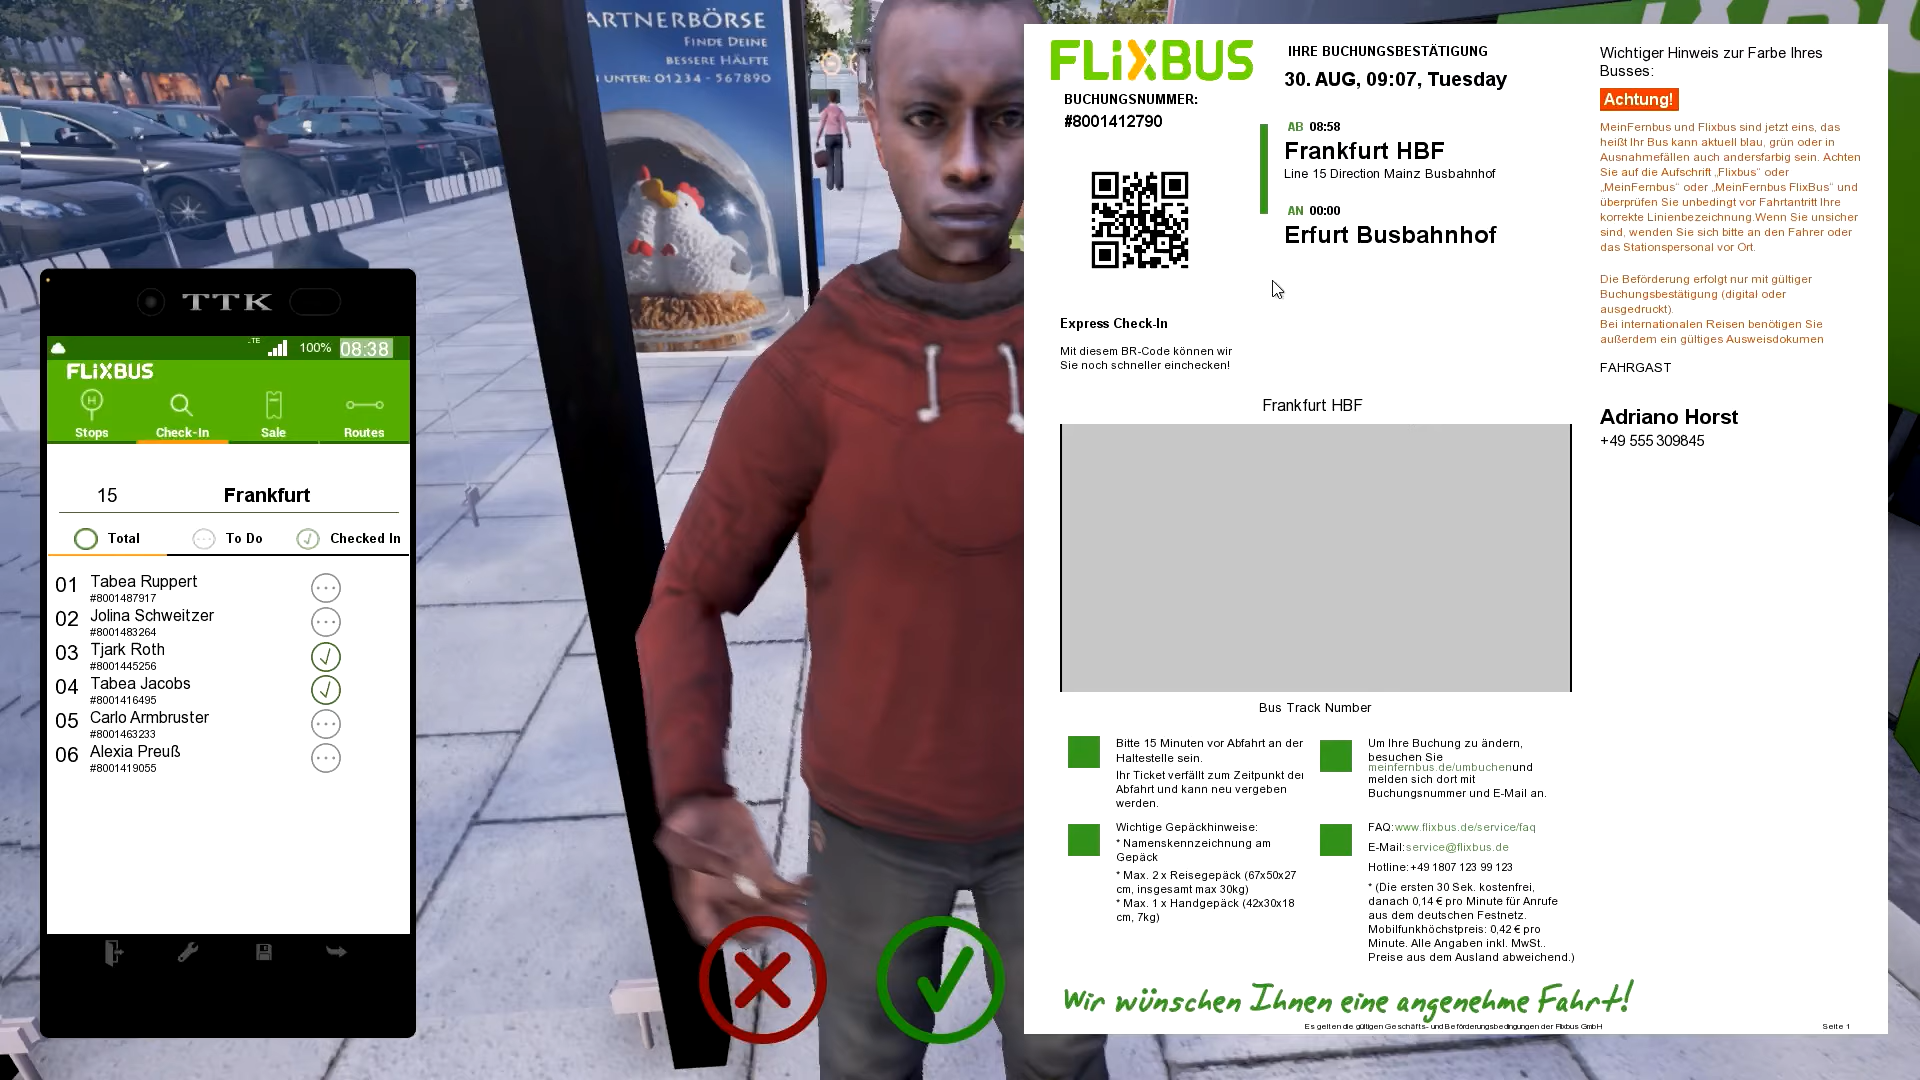 ARTNERBÖRSE
FINDE DEINE
BESSERE HÄLFTE
UNTER: 01234 - 567890
TTK
100%
08:38
FLiXBUS
Stops
Check-In
Sale
Routes
15
Frankfurt
Total
To Do
Checked In
01 Tabea Ruppert
#8001487917
02 Jolina Schweitzer
#8001483264
03 Tjark Roth
#8001445256
04 Tabea Jacobs
#8001416495
05 Carlo Armbruster
#8001463233
06 Alexia Preuß
#8001419055
FLiXBUS
BUCHUNGSNUMMER:
#8001412790
IHRE BUCHUNGSBESTÄTIGUNG
30. AUG, 09:07, Tuesday
AB 08:58
Frankfurt HBF
Line 15 Direction Mainz Busbahnhof
AN 00:00
Erfurt Busbahnhof
Express Check-In
Mit diesem BR-Code können wir
Sie noch schneller einchecken!
Frankfurt HBF
Bus Track Number
Bitte 15 Minuten vor Abfahrt an der
Haltestelle sein.
Ihr Ticket verfällt zum Zeitpunkt der
Abfahrt und kann neu vergeben
werden.
Um Ihre Buchung zu ändern,
besuchen Sie
meinfernbus.de/umbuchenund
melden sich dort mit
Buchungsnummer und E-Mail an.
Wichtige Gepäckhinweise:
* Namenskennzeichnung am
Gepäck
* Max. 2 x Reisegepäck (67x50x27
cm, insgesamt max 30kg)
* Max. 1 x Handgepäck (42x30x18
cm, 7kg)
FAQ:www.flixbus.de/service/faq
E-Mail:service@flixbus.de
Hotline:+49 1807 123 99 123
* (Die ersten 30 Sek. kostenfrei,
danach 0,14 € pro Minute für Anrufe
aus dem deutschen Festnetz.
Mobilfunkhöchstpreis: 0,42 € pro
Minute. Alle Angaben inkl. MwSt..
Preise aus dem Ausland abweichend.)
Wir wünschen Ihnen eine angenehme Fahrt!
Es gelten die gültigen Geschäfts- und Beförderungsbedingungen der Flixbus GmbH
Seite 1
Wichtiger Hinweis zur Farbe Ihres
Busses:
Achtung!
MeinFernbus und Flixbus sind jetzt eins, das
heißt Ihr Bus kann aktuell blau, grün oder in
Ausnahmefällen auch andersfarbig sein. Achten
Sie auf die Aufschrift „Flixbus“ oder
„MeinFernbus“ oder „MeinFernbus FlixBus“ und
überprüfen Sie unbedingt vor Fahrtantritt Ihre
korrekte Linienbezeichnung.Wenn Sie unsicher
sind, wenden Sie sich bitte an den Fahrer oder
das Stationspersonal vor Ort.
Die Beförderung erfolgt nur mit gültiger
Buchungsbestätigung (digital oder
ausgedruckt).
Bei internationalen Reisen benötigen Sie
außerdem ein gültiges Ausweisdokumen
FAHRGAST
Adriano Horst
+49 555 309845